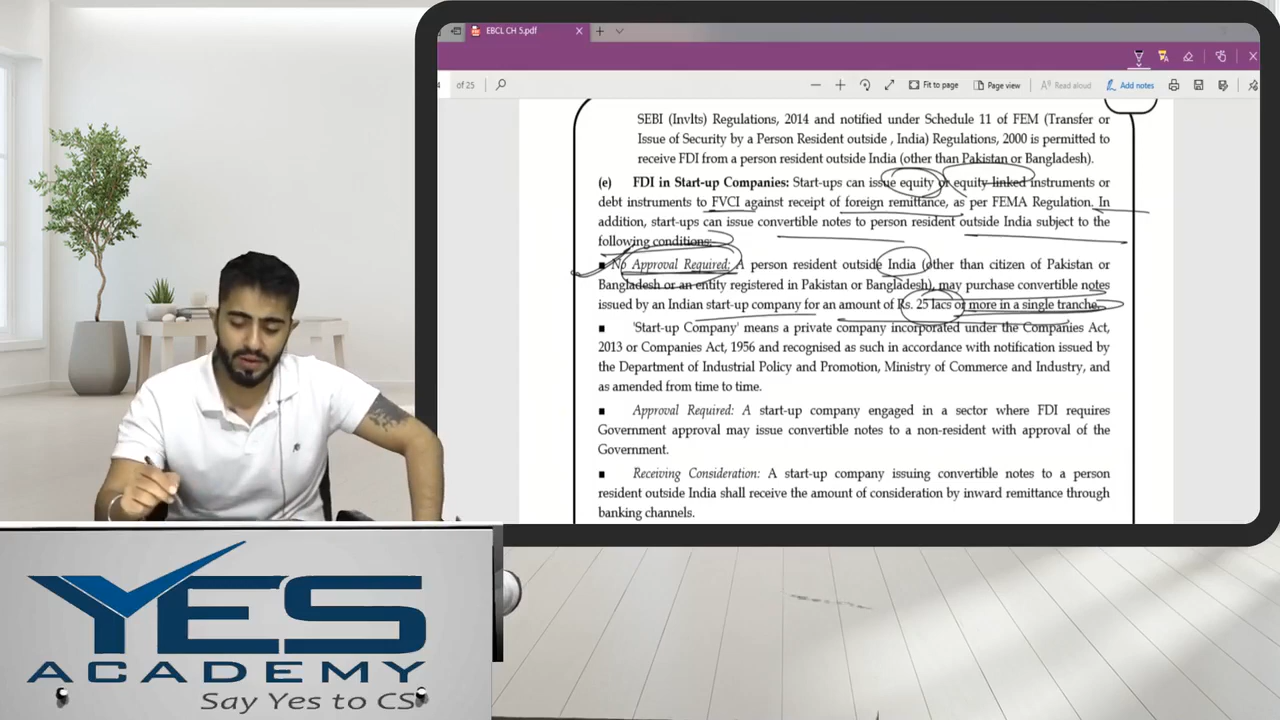 EBCL CH 5.pdf
of 25
Fit to page
Page view
Read aloud
Add notes
SEBI (InvIts) Regulations, 2014 and notified under Schedule 11 of FEM (Transfer or
Issue of Security by a Person Resident outside , India) Regulations, 2000 is permitted to
receive FDI from a person resident outside India (other than Pakistan or Bangladesh).
(e) FDI in Start-up Companies: Start-ups can issue equity or equity linked instruments or
debt instruments to FVCI against receipt of foreign remittance, as per FEMA Regulation. In
addition, start-ups can issue convertible notes to person resident outside India subject to the
following conditions:
■ No Approval Required: A person resident outside India (other than citizen of Pakistan or
Bangladesh or an entity registered in Pakistan or Bangladesh), may purchase convertible notes
issued by an Indian start-up company for an amount of Rs. 25 lacs or more in a single tranche.
■ 'Start-up Company' means a private company incorporated under the Companies Act,
2013 or Companies Act, 1956 and recognised as such in accordance with notification issued by
the Department of Industrial Policy and Promotion, Ministry of Commerce and Industry, and
as amended from time to time.
■ Approval Required: A start-up company engaged in a sector where FDI requires
Government approval may issue convertible notes to a non-resident with approval of the
Government.
■ Receiving Consideration: A start-up company issuing convertible notes to a person
resident outside India shall receive the amount of consideration by inward remittance through
banking channels.
YES
ACADEMY
Say Yes to CS